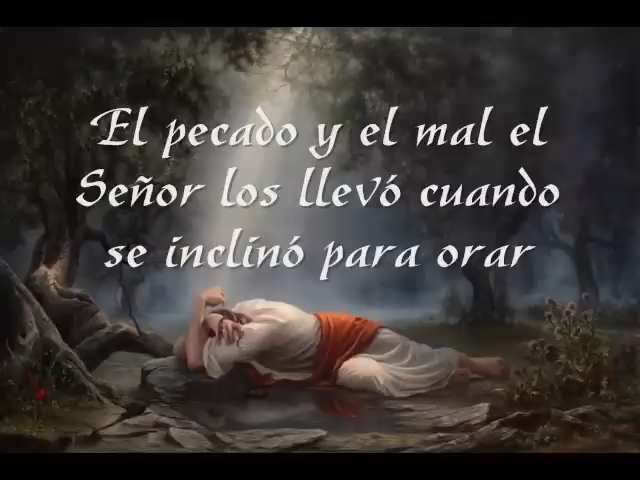 El pecado y el mal el
Señor los llevó cuando
se inclinó para orar